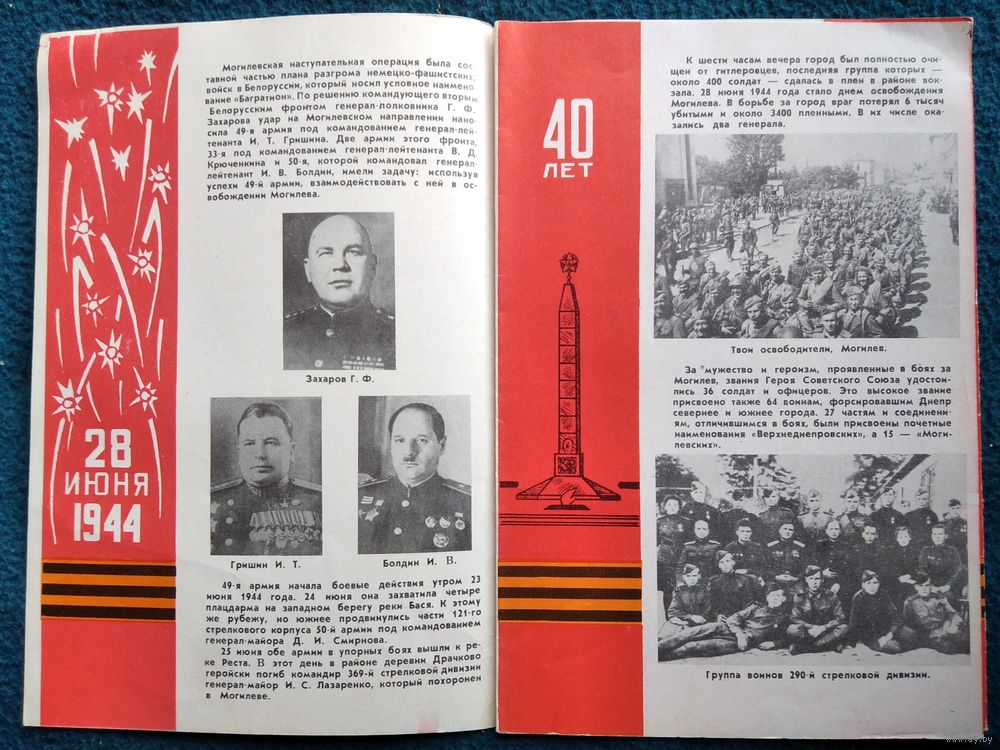 28
ИЮНЯ
1944
Могилевская наступательная операция была сос-
тавной частью плана разгрома немецко-фашистских
войск в Белоруссии, который носил условное наимено-
вание «Багратион». По решению командующего вторым
Белорусским фронтом генерал-полковника Г. Ф.
Захарова удар на Могилевском направлении нано-
сила 49-я армия под командованием генерал-лей-
тенанта И. Т. Гришина. Две армии этого фронта,
33-я под командованием генерал-лейтенанта В. Д.
Крюченкина и 50-я, которой командовал генерал-
лейтенант И. В. Болдин, имели задачу: используя
успехи 49-й армии, взаимодействовать с ней в ос-
вобождении Могилева.
Захаров Г. Ф.
Гришин И. Т.
Болдин И. В.
49-я армия начала боевые действия утром 23
июня 1944 года. 24 июня она захватила четыре
плацдарма на западном берегу реки Бася. К этому
же рубежу, но южнее продвинулись части 121-го
стрелкового корпуса 50-й армии под командованием
генерал-майора Д. И. Смирнова.
25 июня обе армии в упорных боях вышли к ре-
ке Реста. В этот день в районе деревни Драчково
геройски погиб командир 369-й стрелковой дивизии
генерал-майор И. С. Лазаренко, который похоронен
в Могилеве.
40
ЛЕТ
К шести часам вечера город был полностью очи-
щен от гитлеровцев, последняя группа которых —
около 400 солдат — сдалась в плен в районе вок-
зала. 28 июня 1944 года стало днем освобождения
Могилева. В борьбе за город враг потерял 6 тысяч
убитыми и около 3400 пленными. В их числе ока-
зались два генерала.
Твои освободители, Могилев.
За мужество и героизм, проявленные в боях за
Могилев, звания Героя Советского Союза удостои-
лись 36 солдат и офицеров. Это высокое звание
присвоено также 64 воинам, форсировавшим Днепр
севернее и южнее города. 27 частям и соединени-
ям, отличившимся в боях, были присвоены почетные
наименования «Верхнеднепровских», а 15 — «Моги-
левских».
Группа воинов 290-й стрелковой дивизии.
www.ay.by